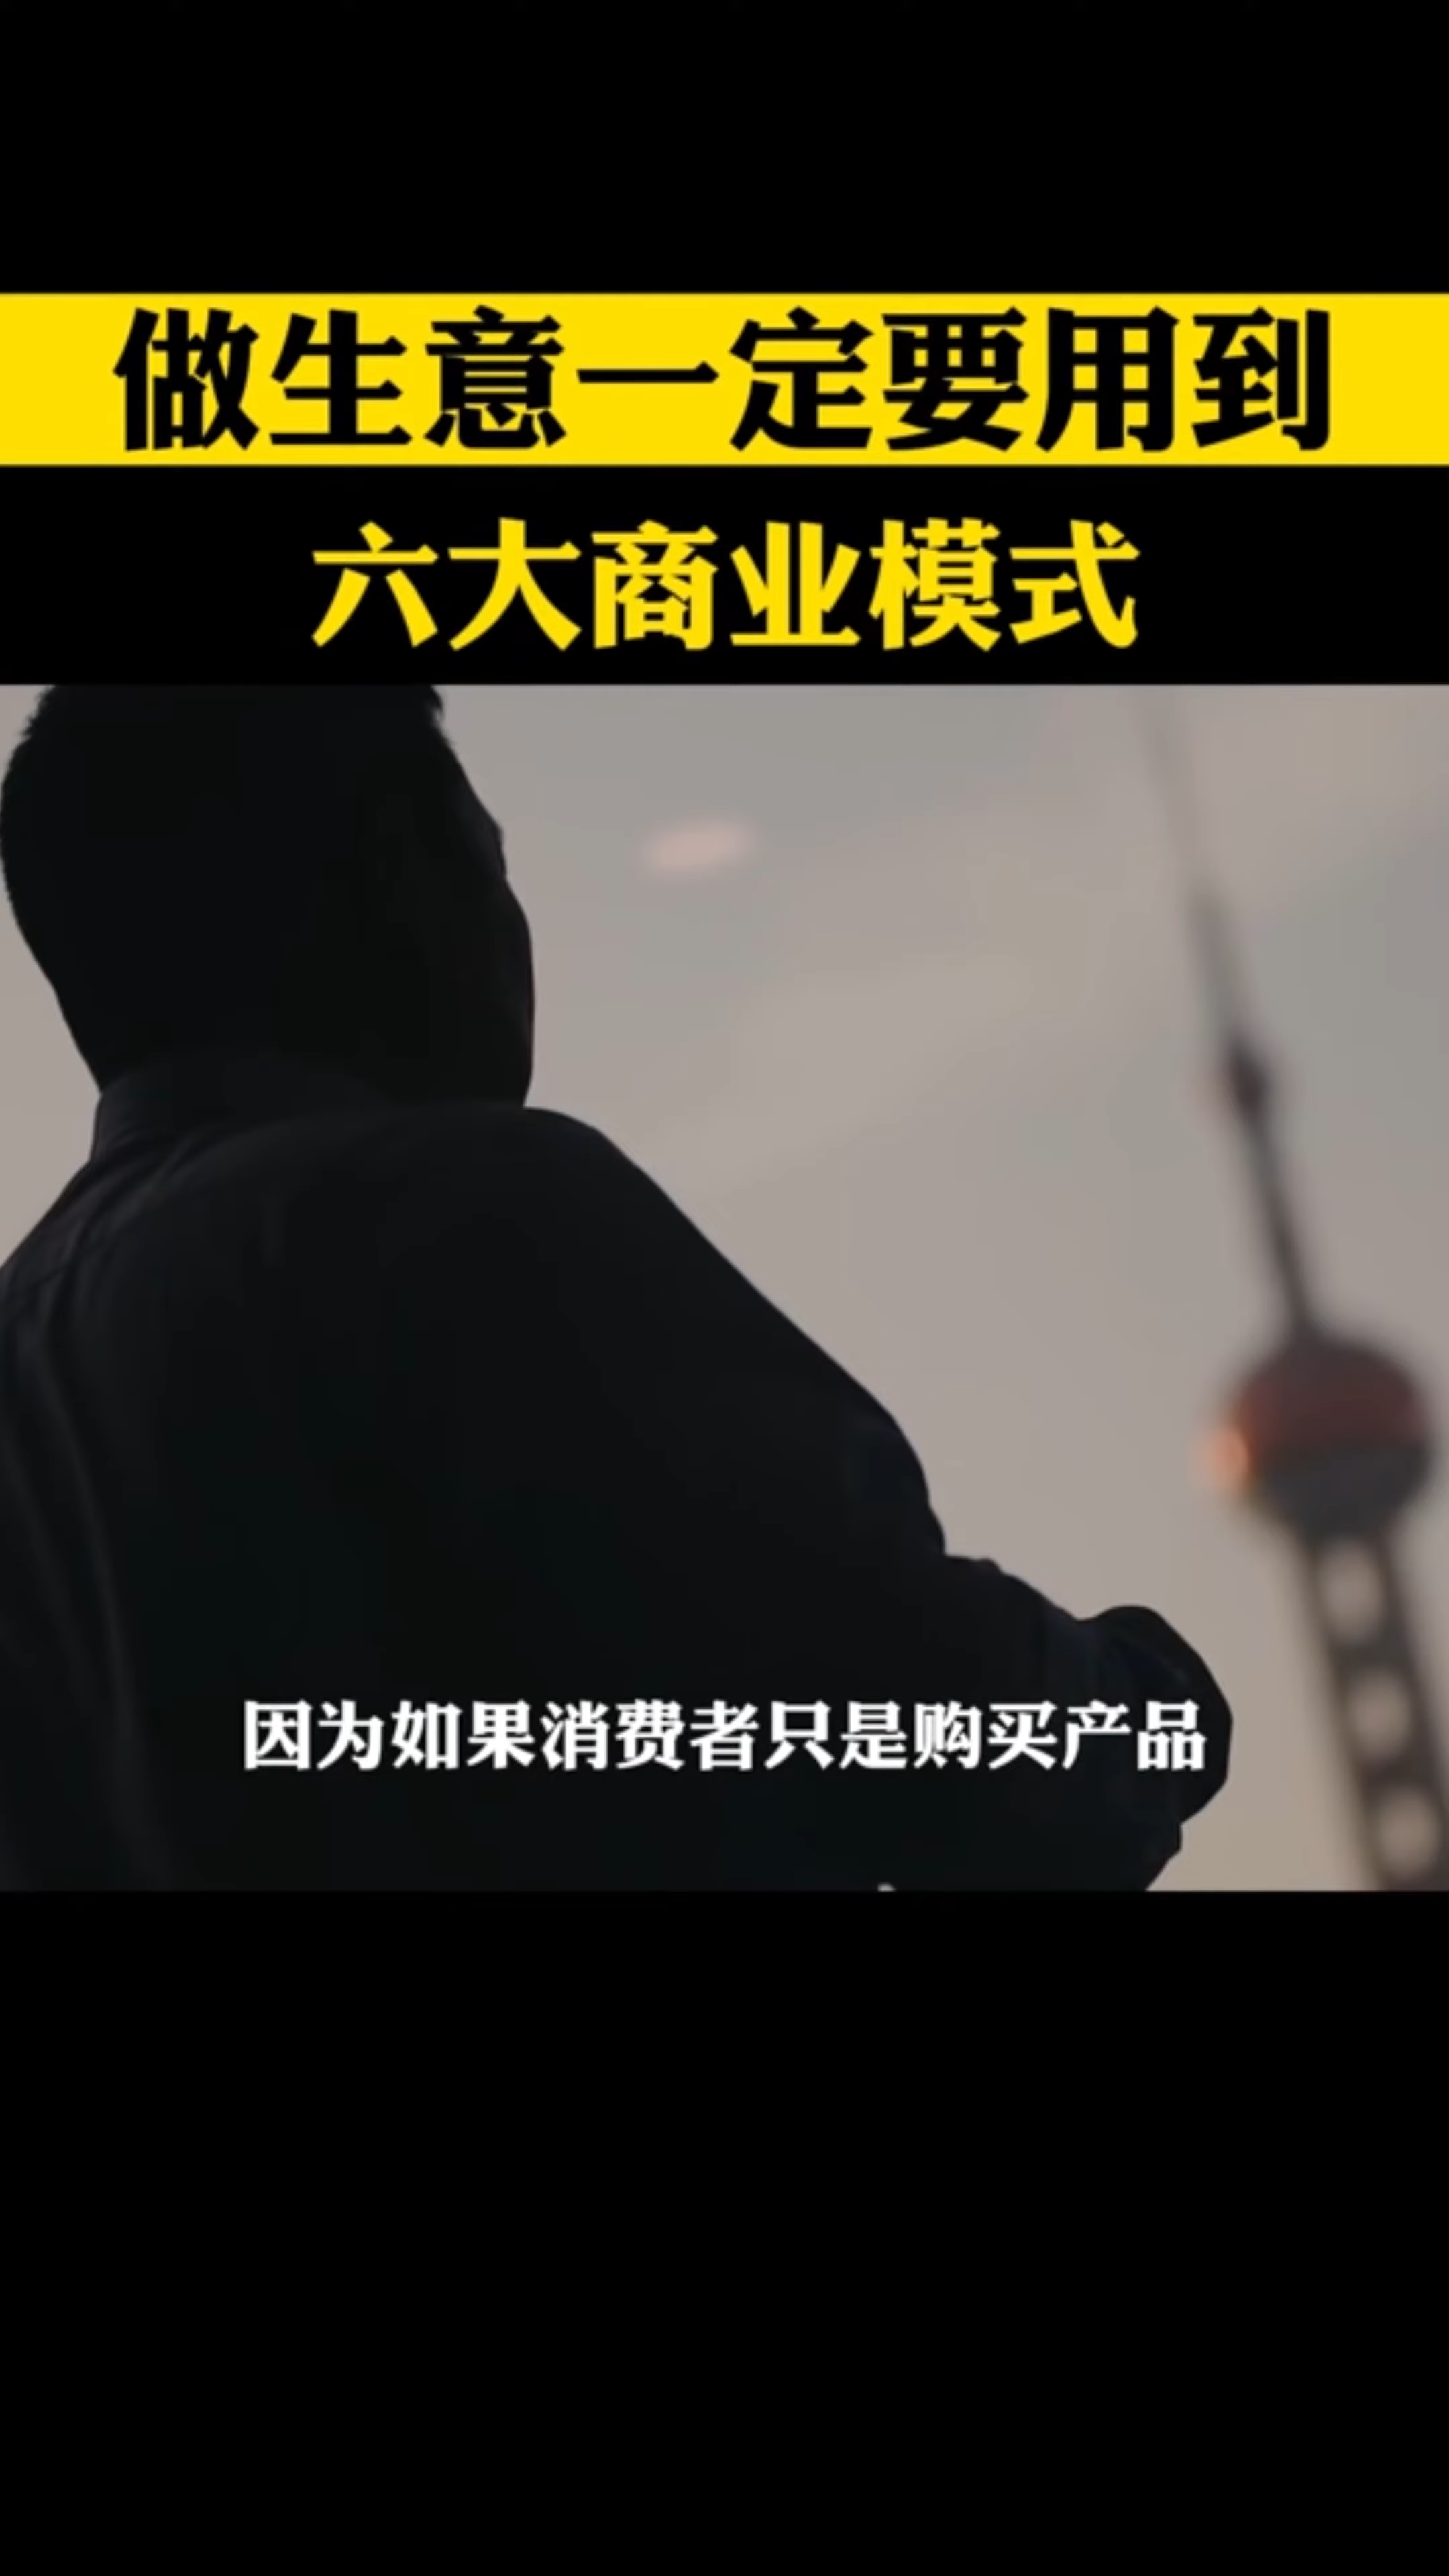 做生意一定要用到
六大商业模式
因为如果消费者只是购买产品